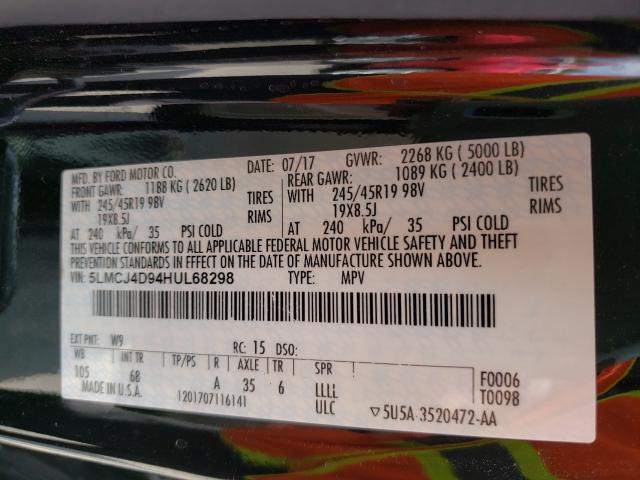 MFD. BY FORD MOTOR CO.
DATE: 07/17 GVWR: 2268 KG ( 5000 LB)
FRONT GAWR: 1188 KG ( 2620 LB)
REAR GAWR: 1089 KG ( 2400 LB)
WITH 245/45R19 98V TIRES
WITH 245/45R19 98V TIRES
19X8.5J RIMS
19X8.5J RIMS
AT 240 kPa/ 35 PSI COLD
AT 240 kPa/ 35 PSI COLD
THIS VEHICLE CONFORMS TO ALL APPLICABLE FEDERAL MOTOR VEHICLE SAFETY AND THEFT
PREVENTION STANDARDS IN EFFECT ON THE DATE OF MANUFACTURE SHOWN ABOVE.
VIN: 5LMCJ4D94HUL68298 TYPE: MPV
EXT PNT: W9 RC: 15 DSO:
WB INT TR TP/PS R AXLE TR SPR
105 68 A 35 6 LLLL F0006
MADE IN U.S.A. 1201707116141 ULC T0098
▽5U5A 3520472-AA